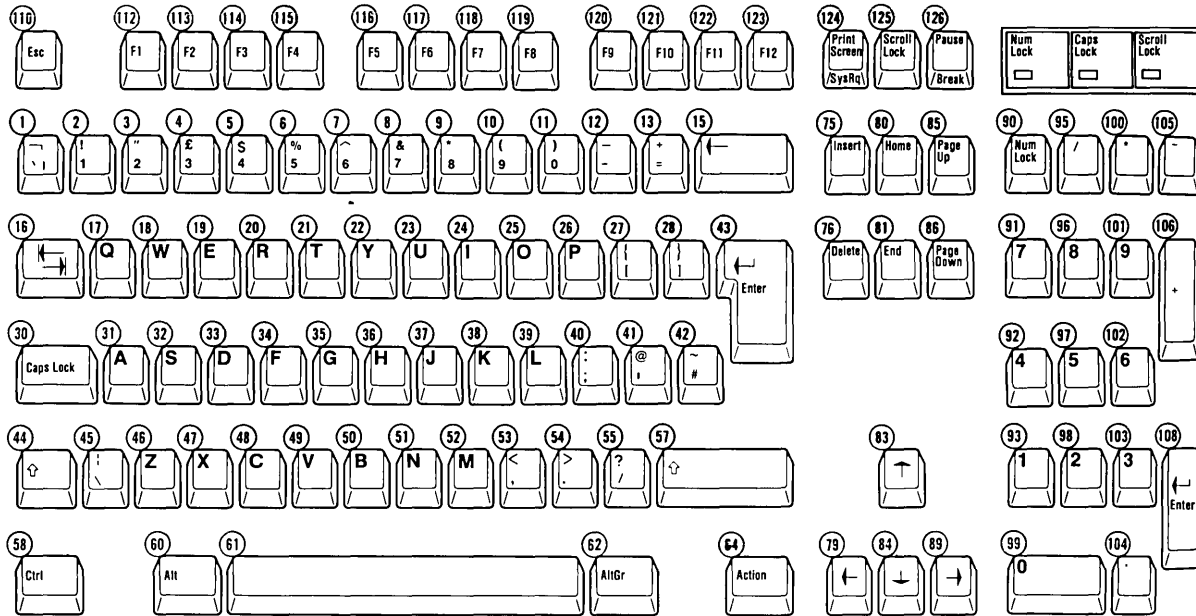 110 112 113 114 115 116 117 118 119 120 121 122 123 124 125 126
Esc F1 F2 F3 F4 F5 F6 F7 F8 F9 F10 F11 F12 Print Screen Scroll Lock Pause Num Lock Caps Lock Scroll Lock
SysRq Break
1 2 3 4 5 6 7 8 9 10 11 12 13 15 75 80 85 90 95 100 105
¬ ! " £ $ % ^ & * ( ) — + ← Insert Home Page Up Num Lock / * ~
` ¦ 1 2 3 4 5 6 7 8 9 0 - =
16 17 18 19 20 21 22 23 24 25 26 27 28 43 76 81 86 91 96 101 106
Q W E R T Y U I O P { } ↵ Delete End Page Down 7 8 9 +
[ ] Enter
30 31 32 33 34 35 36 37 38 39 40 41 42 92 97 102
Caps Lock A S D F G H J K L : @ ~ 4 5 6
; ' #
44 45 46 47 48 49 50 51 52 53 54 55 57 83 93 98 103 108
⇧ ¦ Z X C V B N M < > ? ⇧ ↑ 1 2 3 ↵
\ , . / Enter
58 60 61 62 64 79 84 89 99 104
Ctrl Alt AltGr Action ← ↓ → 0 .